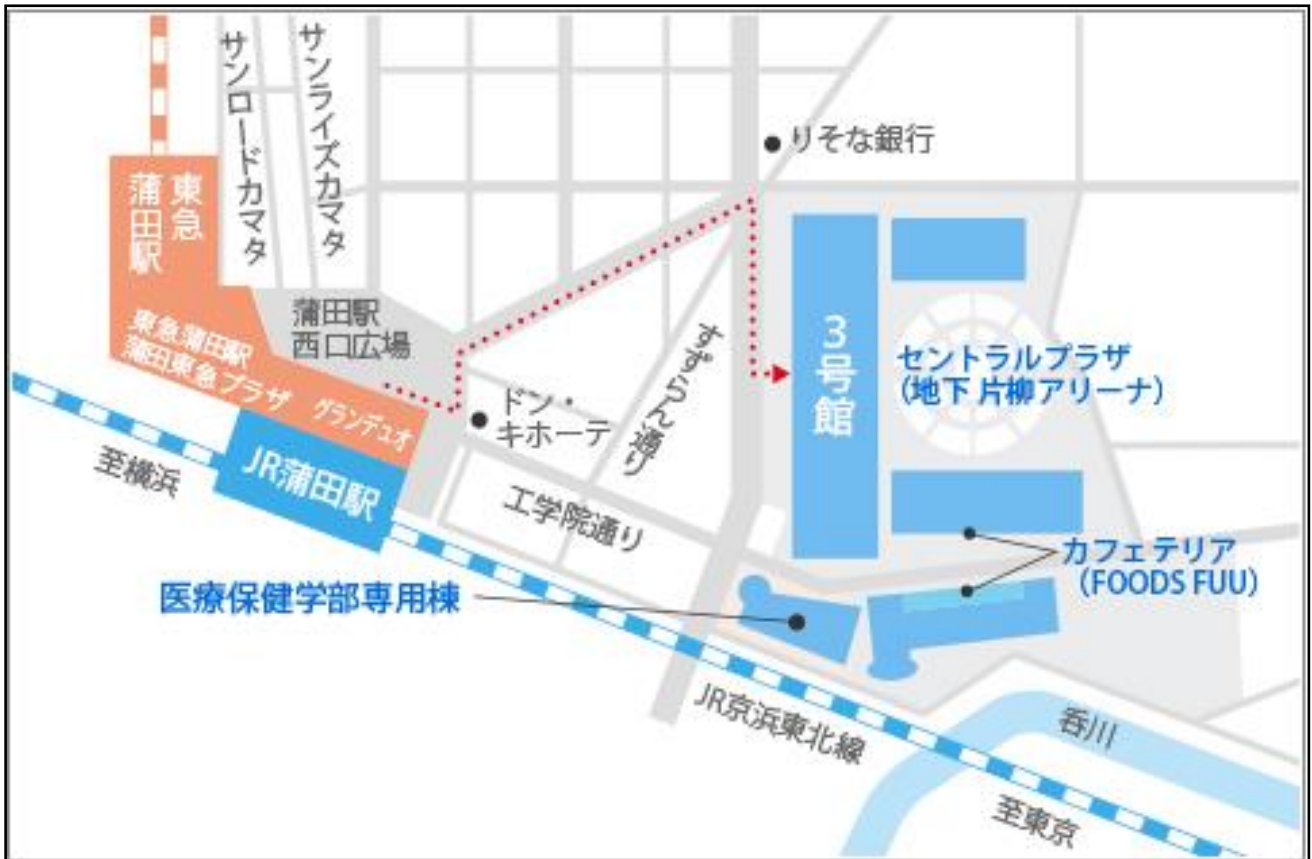 サンロードカマタ
サンライズカマタ
りそな銀行
東急
蒲田駅
蒲田駅
西口広場
東急蒲田駅
蒲田東急プラザ
グランデュオ
JR蒲田駅
至横浜
ドン・
キホーテ
すずらん通り
工学院通り
3号館
セントラルプラザ
(地下 片柳アリーナ)
カフェテリア
(FOODS FUU)
医療保健学部専用棟
JR京浜東北線
呑川
至東京